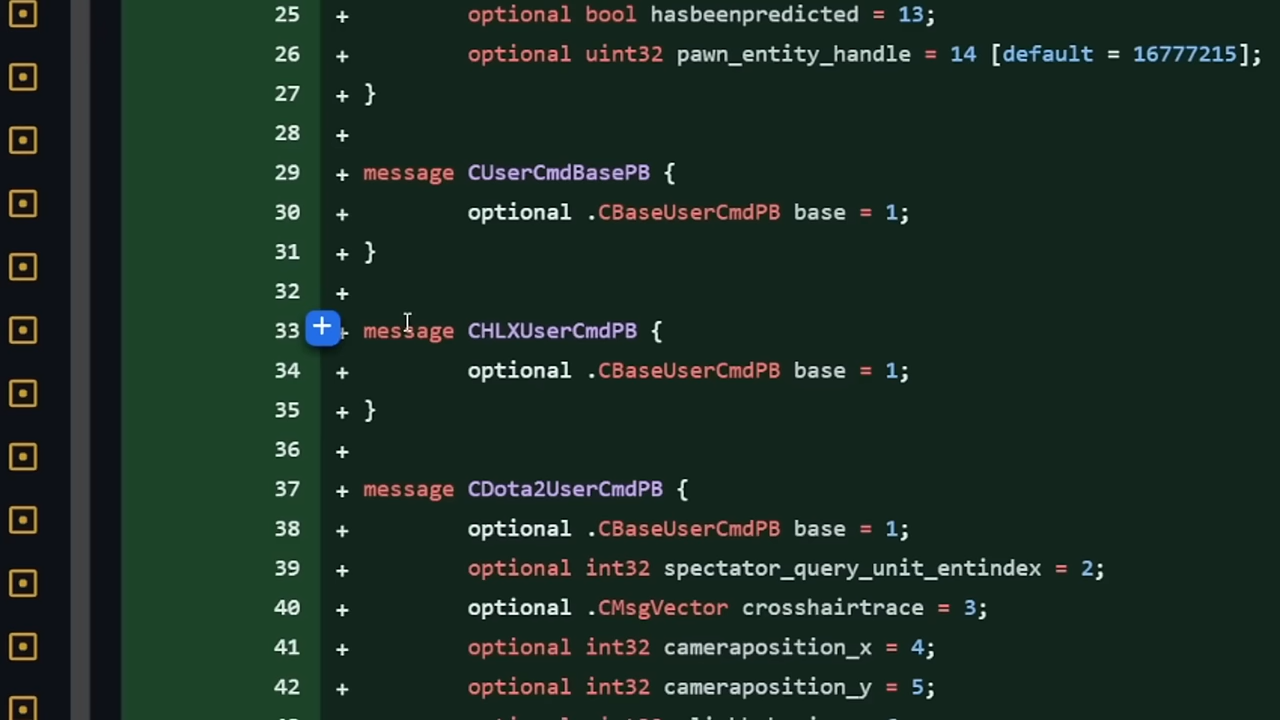 25 + optional bool hasbeenpredicted = 13;
26 + optional uint32 pawn_entity_handle = 14 [default = 16777215];
27 + }
28 +
29 + message CUserCmdBasePB {
30 + optional .CBaseUserCmdPB base = 1;
31 + }
32 +
33 + message CHLXUserCmdPB {
34 + optional .CBaseUserCmdPB base = 1;
35 + }
36 +
37 + message CDota2UserCmdPB {
38 + optional .CBaseUserCmdPB base = 1;
39 + optional int32 spectator_query_unit_entindex = 2;
40 + optional .CMsgVector crosshairtrace = 3;
41 + optional int32 cameraposition_x = 4;
42 + optional int32 cameraposition_y = 5;